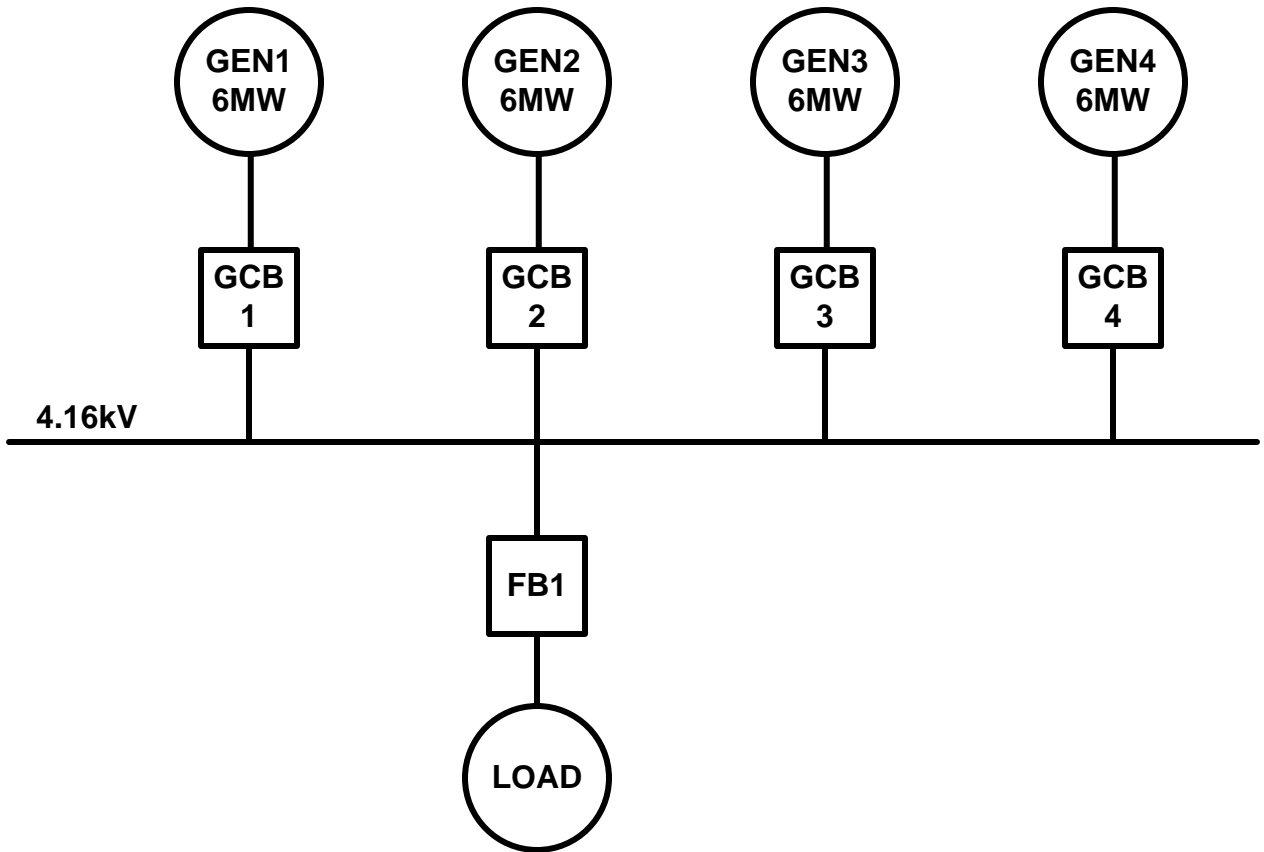 GEN1
6MW
GEN2
6MW
GEN3
6MW
GEN4
6MW
GCB
1
GCB
2
GCB
3
GCB
4
4.16kV
FB1
LOAD